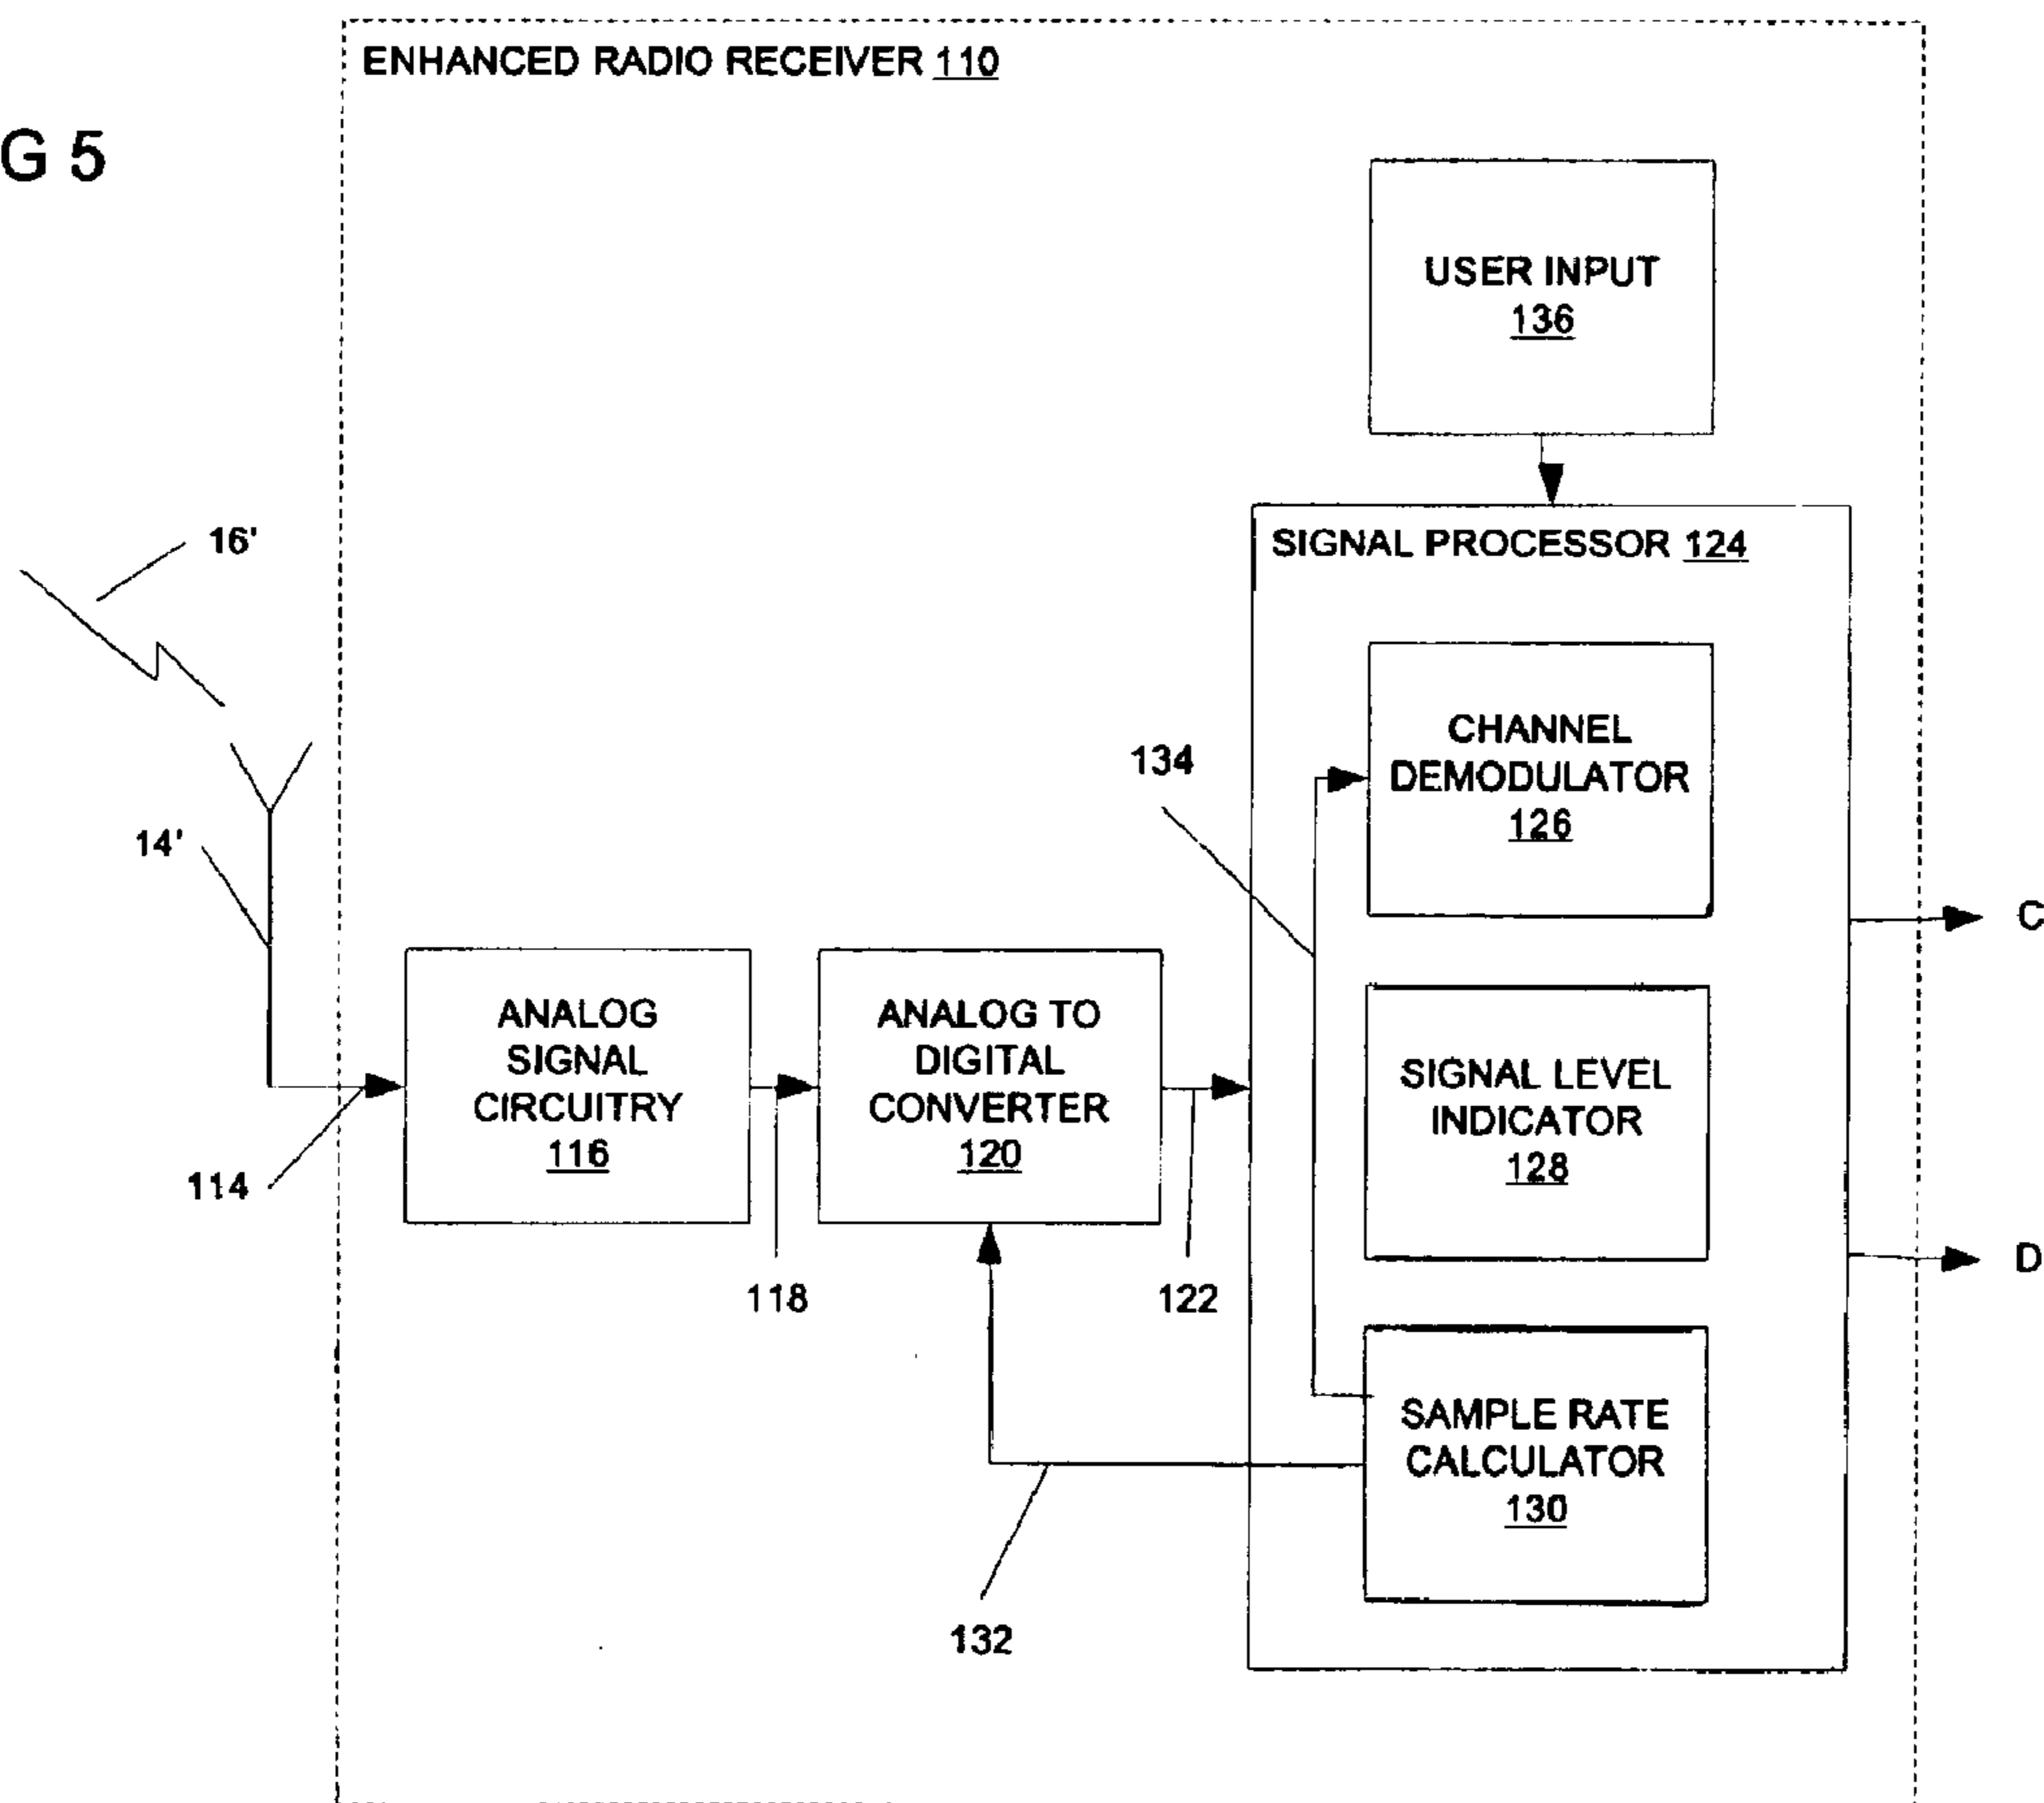 ENHANCED RADIO RECEIVER 110
G 5
USER INPUT
136
16'
SIGNAL PROCESSOR 124
CHANNEL
DEMODULATOR
126
134
14'
C
ANALOG
SIGNAL
CIRCUITRY
116
ANALOG TO
DIGITAL
CONVERTER
120
SIGNAL LEVEL
INDICATOR
128
114
118
122
D
SAMPLE RATE
CALCULATOR
130
132